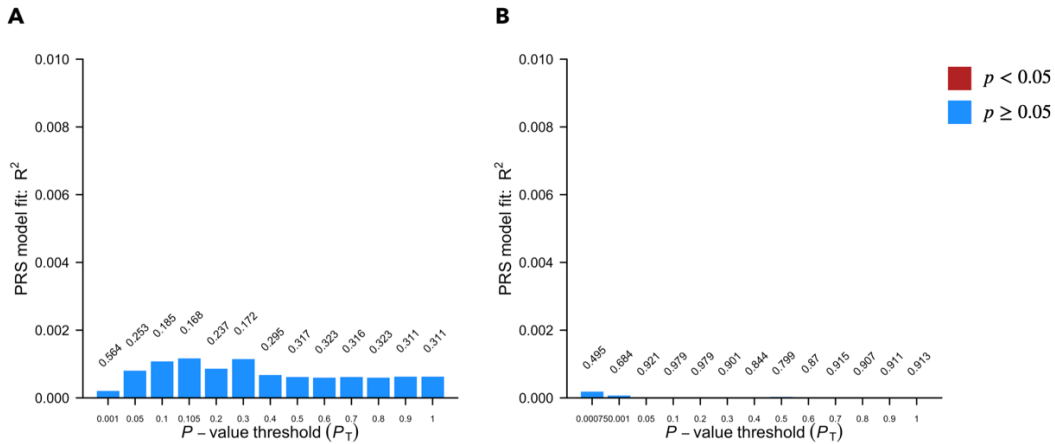 A
PRS model fit: R²
0.010
0.008
0.006
0.004
0.002
0.000
0.564 0.253 0.185 0.168 0.237 0.172 0.295 0.317 0.323 0.316 0.323 0.311 0.311
0.001 0.05 0.1 0.105 0.2 0.3 0.4 0.5 0.6 0.7 0.8 0.9 1
P – value threshold (P_T)
B
PRS model fit: R²
0.010
0.008
0.006
0.004
0.002
0.000
0.495 0.684 0.921 0.979 0.979 0.901 0.844 0.799 0.87 0.915 0.907 0.911 0.913
0.000750.001 0.05 0.1 0.2 0.3 0.4 0.5 0.6 0.7 0.8 0.9 1
P – value threshold (P_T)
p < 0.05
p ≥ 0.05